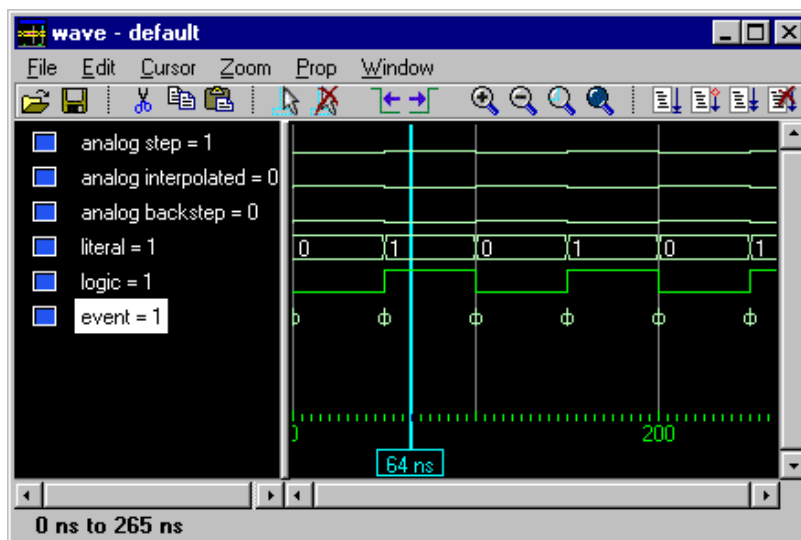 wave - default
File Edit Cursor Zoom Prop Window
analog step = 1
analog interpolated = 0
analog backstep = 0
literal = 1
0 1 0 1 0 1
logic = 1
event = 1
0 200
64 ns
0 ns to 265 ns